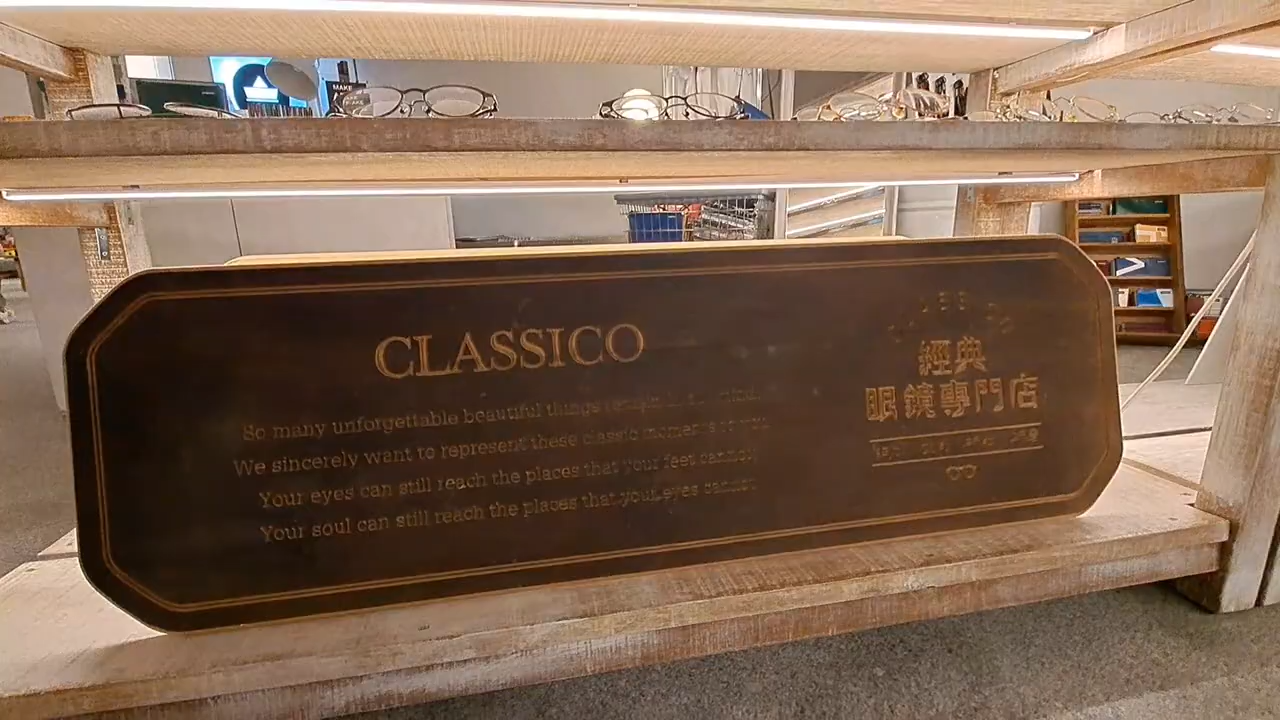 MAKE
CLASSICO
So many unforgettable beautiful things remain in
We sincerely want to represent these classic moments to you
Your eyes can still reach the places that your feet cannot
Your soul can still reach the places that your eyes cannot
經典
眼鏡專門店